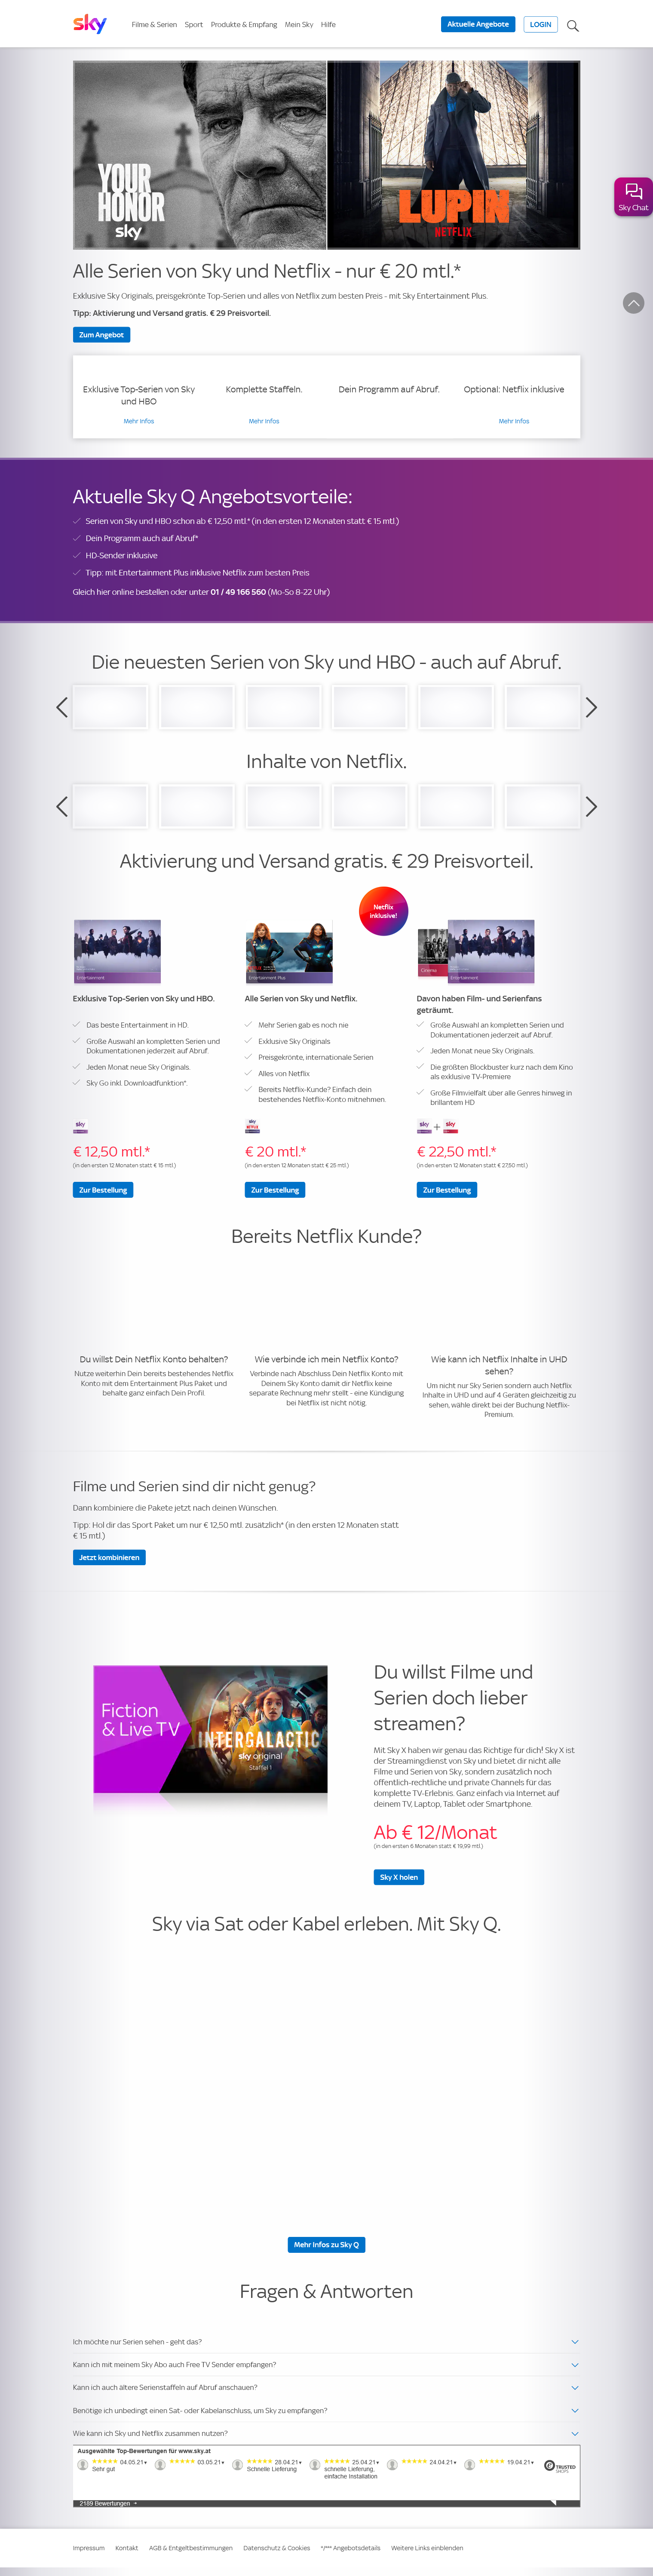 sky
Filme & Serien Sport Produkte & Empfang Mein Sky Hilfe Aktuelle Angebote LOGIN
YOUR
HONOR
sky
LUPIN
NETFLIX
Sky Chat
Alle Serien von Sky und Netflix - nur € 20 mtl.*
Exklusive Sky Originals, preisgekrönte Top-Serien und alles von Netflix zum besten Preis - mit Sky Entertainment Plus.
Tipp: Aktivierung und Versand gratis. € 29 Preisvorteil.
Zum Angebot
Exklusive Top-Serien von Sky
und HBO
Mehr Infos
Komplette Staffeln.
Mehr Infos
Dein Programm auf Abruf.
Optional: Netflix inklusive
Mehr Infos
Aktuelle Sky Q Angebotsvorteile:
Serien von Sky und HBO schon ab € 12,50 mtl.* (in den ersten 12 Monaten statt € 15 mtl.)
Dein Programm auch auf Abruf*
HD-Sender inklusive
Tipp: mit Entertainment Plus inklusive Netflix zum besten Preis
Gleich hier online bestellen oder unter 01 / 49 166 560 (Mo-So 8-22 Uhr)
Die neuesten Serien von Sky und HBO - auch auf Abruf.
Inhalte von Netflix.
Aktivierung und Versand gratis. € 29 Preisvorteil.
Entertainment
Exklusive Top-Serien von Sky und HBO.
Das beste Entertainment in HD.
Große Auswahl an kompletten Serien und
Dokumentationen jederzeit auf Abruf.
Jeden Monat neue Sky Originals.
Sky Go inkl. Downloadfunktion*.
sky
€ 12,50 mtl.*
(in den ersten 12 Monaten statt € 15 mtl.)
Zur Bestellung
Netflix
inklusive!
Entertainment Plus
Alle Serien von Sky und Netflix.
Mehr Serien gab es noch nie
Exklusive Sky Originals
Preisgekrönte, internationale Serien
Alles von Netflix
Bereits Netflix-Kunde? Einfach dein
bestehendes Netflix-Konto mitnehmen.
sky
NETFLIX
€ 20 mtl.*
(in den ersten 12 Monaten statt € 25 mtl.)
Zur Bestellung
Cinema
Entertainment
Davon haben Film- und Serienfans
geträumt.
Große Auswahl an kompletten Serien und
Dokumentationen jederzeit auf Abruf.
Jeden Monat neue Sky Originals.
Die größten Blockbuster kurz nach dem Kino
als exklusive TV-Premiere
Große Filmvielfalt über alle Genres hinweg in
brillantem HD
sky + sky
€ 22,50 mtl.*
(in den ersten 12 Monaten statt € 27,50 mtl.)
Zur Bestellung
Bereits Netflix Kunde?
Du willst Dein Netflix Konto behalten?
Nutze weiterhin Dein bereits bestehendes Netflix
Konto mit dem Entertainment Plus Paket und
behalte ganz einfach Dein Profil.
Wie verbinde ich mein Netflix Konto?
Verbinde nach Abschluss Dein Netflix Konto mit
Deinem Sky Konto damit dir Netflix keine
separate Rechnung mehr stellt - eine Kündigung
bei Netflix ist nicht nötig.
Wie kann ich Netflix Inhalte in UHD
sehen?
Um nicht nur Sky Serien sondern auch Netflix
Inhalte in UHD und auf 4 Geräten gleichzeitig zu
sehen, wähle direkt bei der Buchung Netflix-
Premium.
Filme und Serien sind dir nicht genug?
Dann kombiniere die Pakete jetzt nach deinen Wünschen.
Tipp: Hol dir das Sport Paket um nur € 12,50 mtl. zusätzlich* (in den ersten 12 Monaten statt
€ 15 mtl.)
Jetzt kombinieren
Fiction
& Live TV
INTERGALACTIC
sky original
Staffel 1
Du willst Filme und
Serien doch lieber
streamen?
Mit Sky X haben wir genau das Richtige für dich! Sky X ist
der Streamingdienst von Sky und bietet dir nicht alle
Filme und Serien von Sky, sondern zusätzlich noch
öffentlich-rechtliche und private Channels für das
komplette TV-Erlebnis. Ganz einfach via Internet auf
deinem TV, Laptop, Tablet oder Smartphone.
Ab € 12/Monat
(in den ersten 6 Monaten statt € 19,99 mtl.)
Sky X holen
Sky via Sat oder Kabel erleben. Mit Sky Q.
Mehr Infos zu Sky Q
Fragen & Antworten
Ich möchte nur Serien sehen - geht das?
Kann ich mit meinem Sky Abo auch Free TV Sender empfangen?
Kann ich auch ältere Serienstaffeln auf Abruf anschauen?
Benötige ich unbedingt einen Sat- oder Kabelanschluss, um Sky zu empfangen?
Wie kann ich Sky und Netflix zusammen nutzen?
Ausgewählte Top-Bewertungen für www.sky.at
04.05.21
Sehr gut
03.05.21
28.04.21
Schnelle Lieferung
25.04.21
schnelle Lieferung,
einfache Installation
24.04.21
19.04.21
TRUSTED
SHOPS
2189 Bewertungen
Impressum Kontakt AGB & Entgeltbestimmungen Datenschutz & Cookies */*** Angebotsdetails Weitere Links einblenden